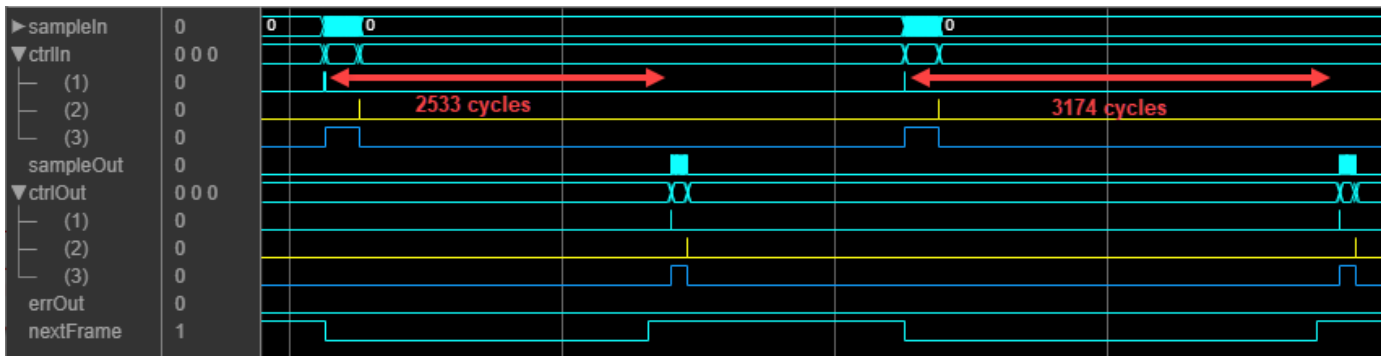 sampleIn 0 0 0 0
ctrlIn 0 0 0
(1) 0
2533 cycles 3174 cycles
(2) 0
(3) 0
sampleOut 0
ctrlOut 0 0 0
(1) 0
(2) 0
(3) 0
errOut 0
nextFrame 1